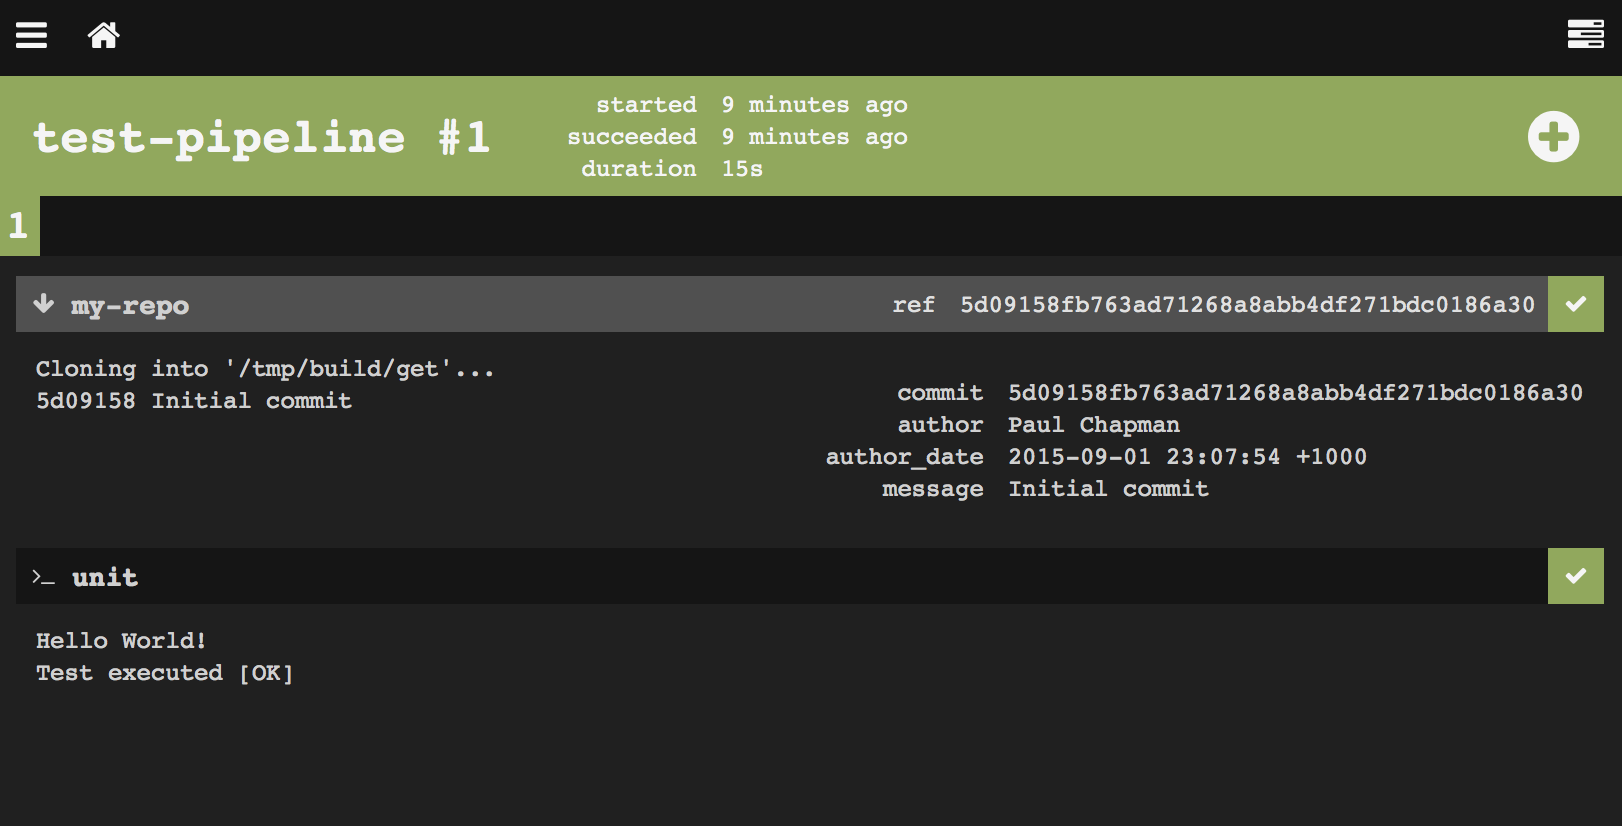 test-pipeline #1
started 9 minutes ago
succeeded 9 minutes ago
duration 15s
1
my-repo
ref 5d09158fb763ad71268a8abb4df271bdc0186a30
Cloning into '/tmp/build/get'...
5d09158 Initial commit
commit 5d09158fb763ad71268a8abb4df271bdc0186a30
author Paul Chapman
author_date 2015-09-01 23:07:54 +1000
message Initial commit
>_ unit
Hello World!
Test executed [OK]